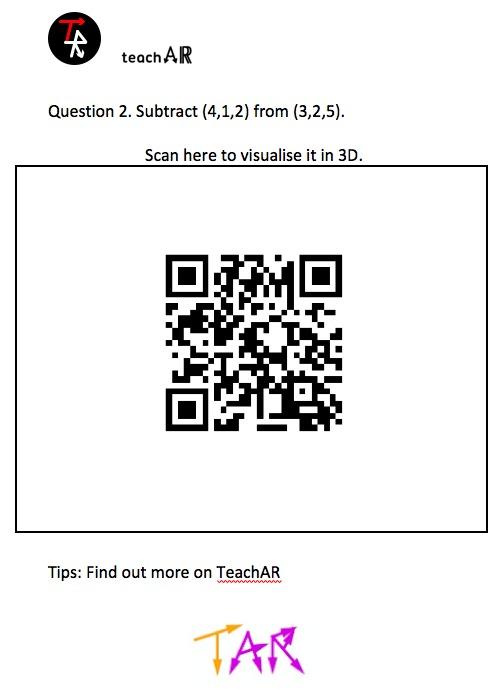 TR
teachAR
Question 2. Subtract (4,1,2) from (3,2,5).
Scan here to visualise it in 3D.
Tips: Find out more on TeachAR
TAR